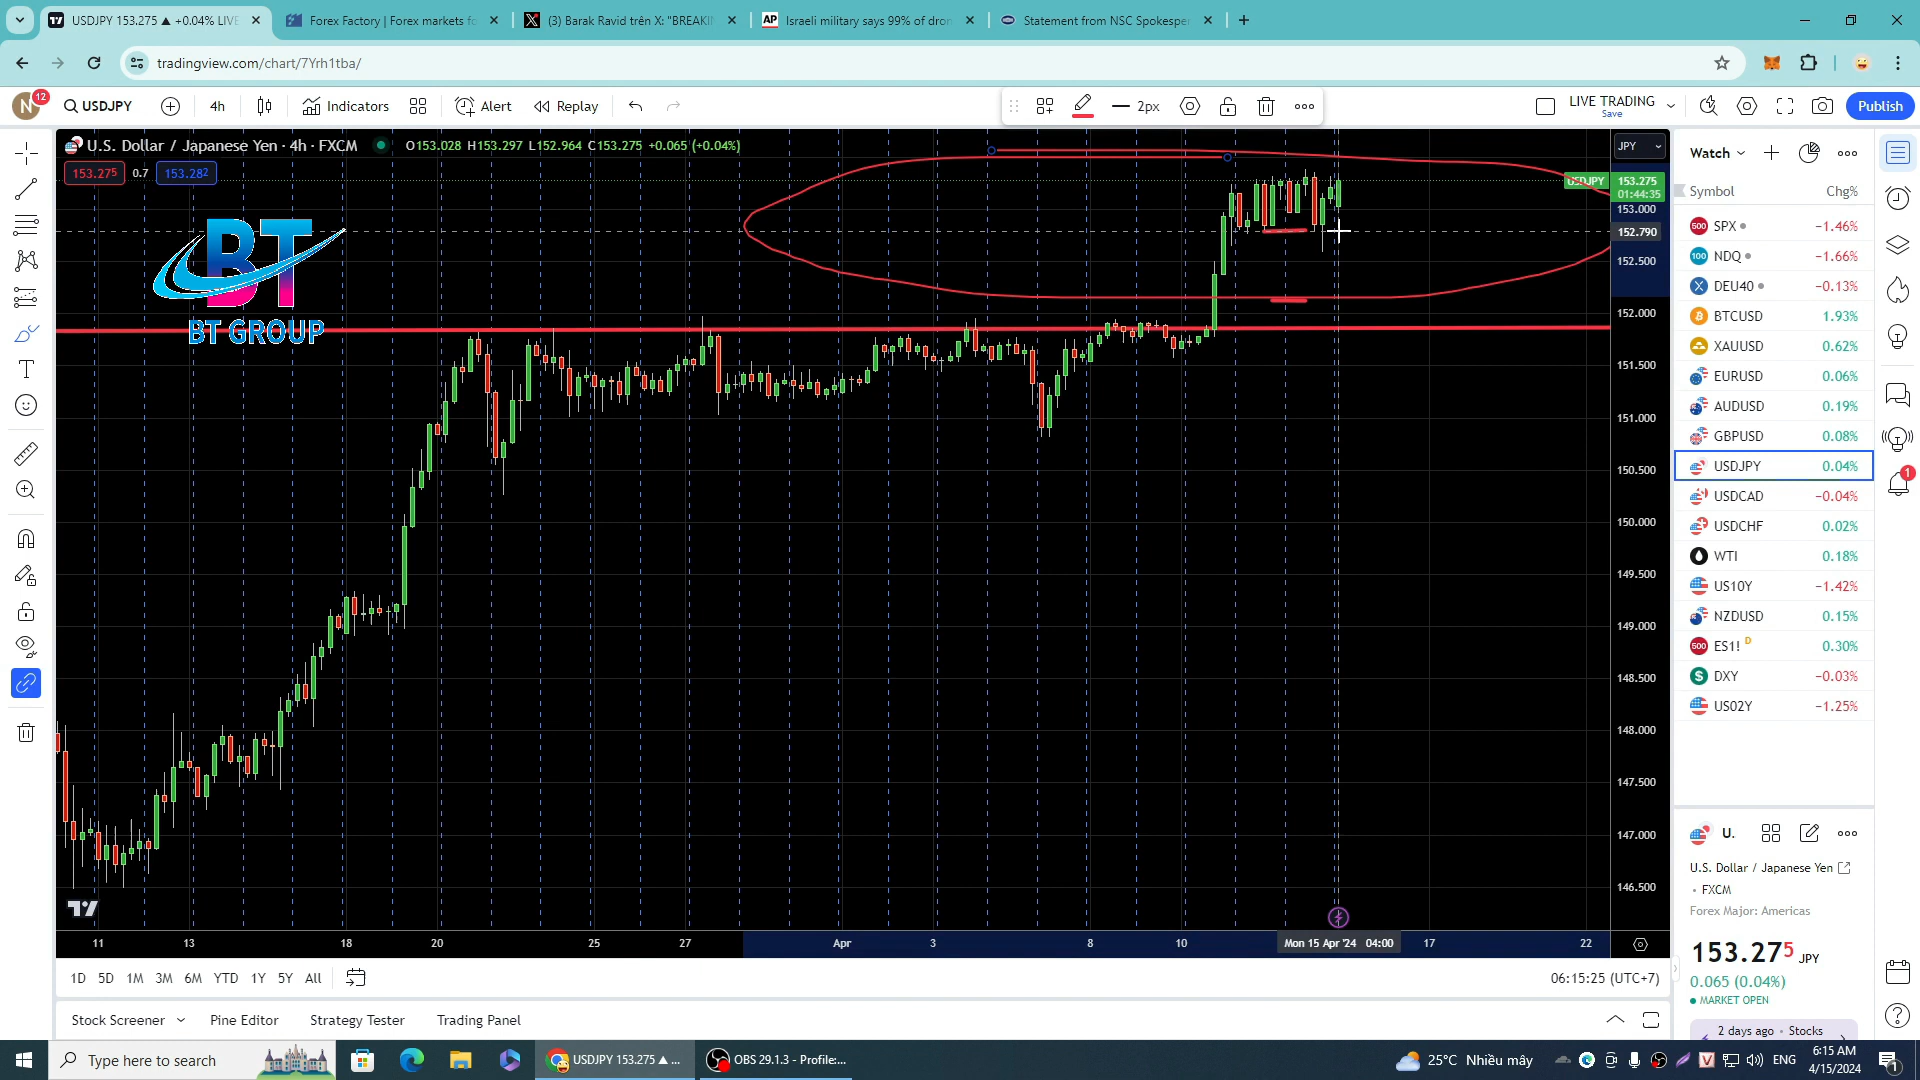 USDJPY 153.275 ▲ +0.04% LIVE
Forex Factory | Forex markets fo
(3) Barak Ravid trên X: "BREAKIN
AP Israeli military says 99% of dron
Statement from NSC Spokesper
tradingview.com/chart/7Yrh1tba/
N 12 USDJPY 4h Indicators Alert Replay 2px LIVE TRADING Save Publish
U.S. Dollar / Japanese Yen · 4h · FXCM O153.028 H153.297 L152.964 C153.275 +0.065 (+0.04%) JPY
153.275 0.7 153.282
BT
BT GROUP
USDJPY 153.275
01:44:35
153.000
152.790
152.500
152.000
151.500
151.000
150.500
150.000
149.500
149.000
148.500
148.000
147.500
147.000
146.500
11 13 18 20 25 27 Apr 3 8 10 Mon 15 Apr '24 04:00 17 22
1D 5D 1M 3M 6M YTD 1Y 5Y All 06:15:25 (UTC+7)
Stock Screener Pine Editor Strategy Tester Trading Panel
Watch
Symbol Chg%
500 SPX −1.46%
100 NDQ −1.66%
DEU40 −0.13%
BTCUSD 1.93%
XAUUSD 0.62%
EURUSD 0.06%
AUDUSD 0.19%
GBPUSD 0.08%
USDJPY 0.04%
USDCAD −0.04%
USDCHF 0.02%
WTI 0.18%
US10Y −1.42%
NZDUSD 0.15%
500 ES1! D 0.30%
DXY −0.03%
US02Y −1.25%
U.
U.S. Dollar / Japanese Yen
• FXCM
Forex Major: Americas
153.275 JPY
0.065 (0.04%)
MARKET OPEN
2 days ago • Stocks
1
Type here to search
USDJPY 153.275 ▲ ...
OBS 29.1.3 - Profile:...
25°C Nhiều mây
ENG
6:15 AM
4/15/2024
1